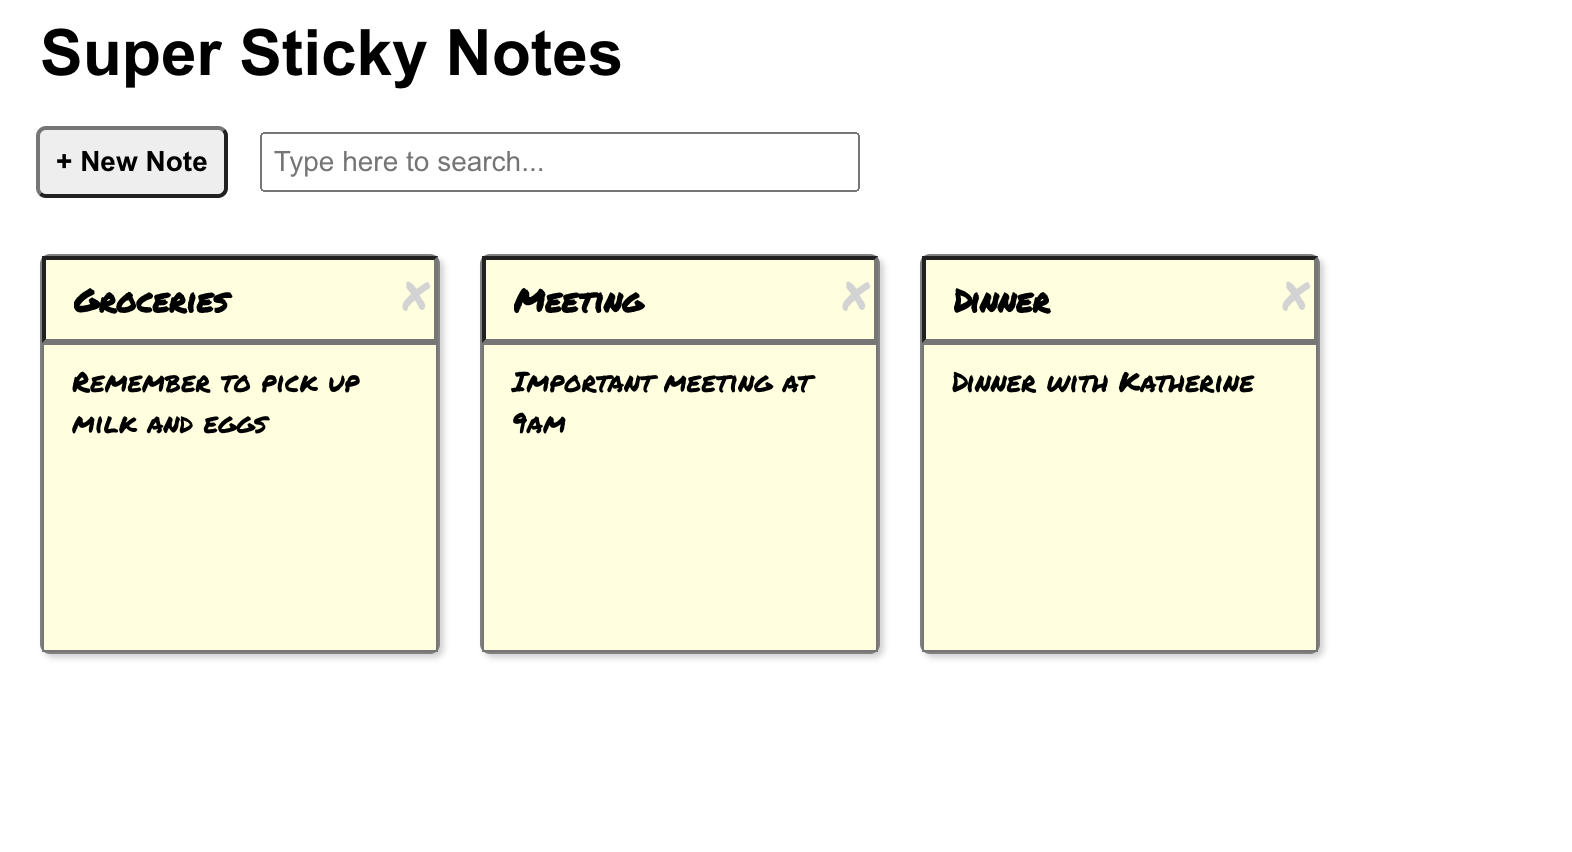 Super Sticky Notes
+ New Note
Type here to search...
Groceries
Remember to pick up
milk and eggs
Meeting
Important meeting at
9am
Dinner
Dinner with Katherine